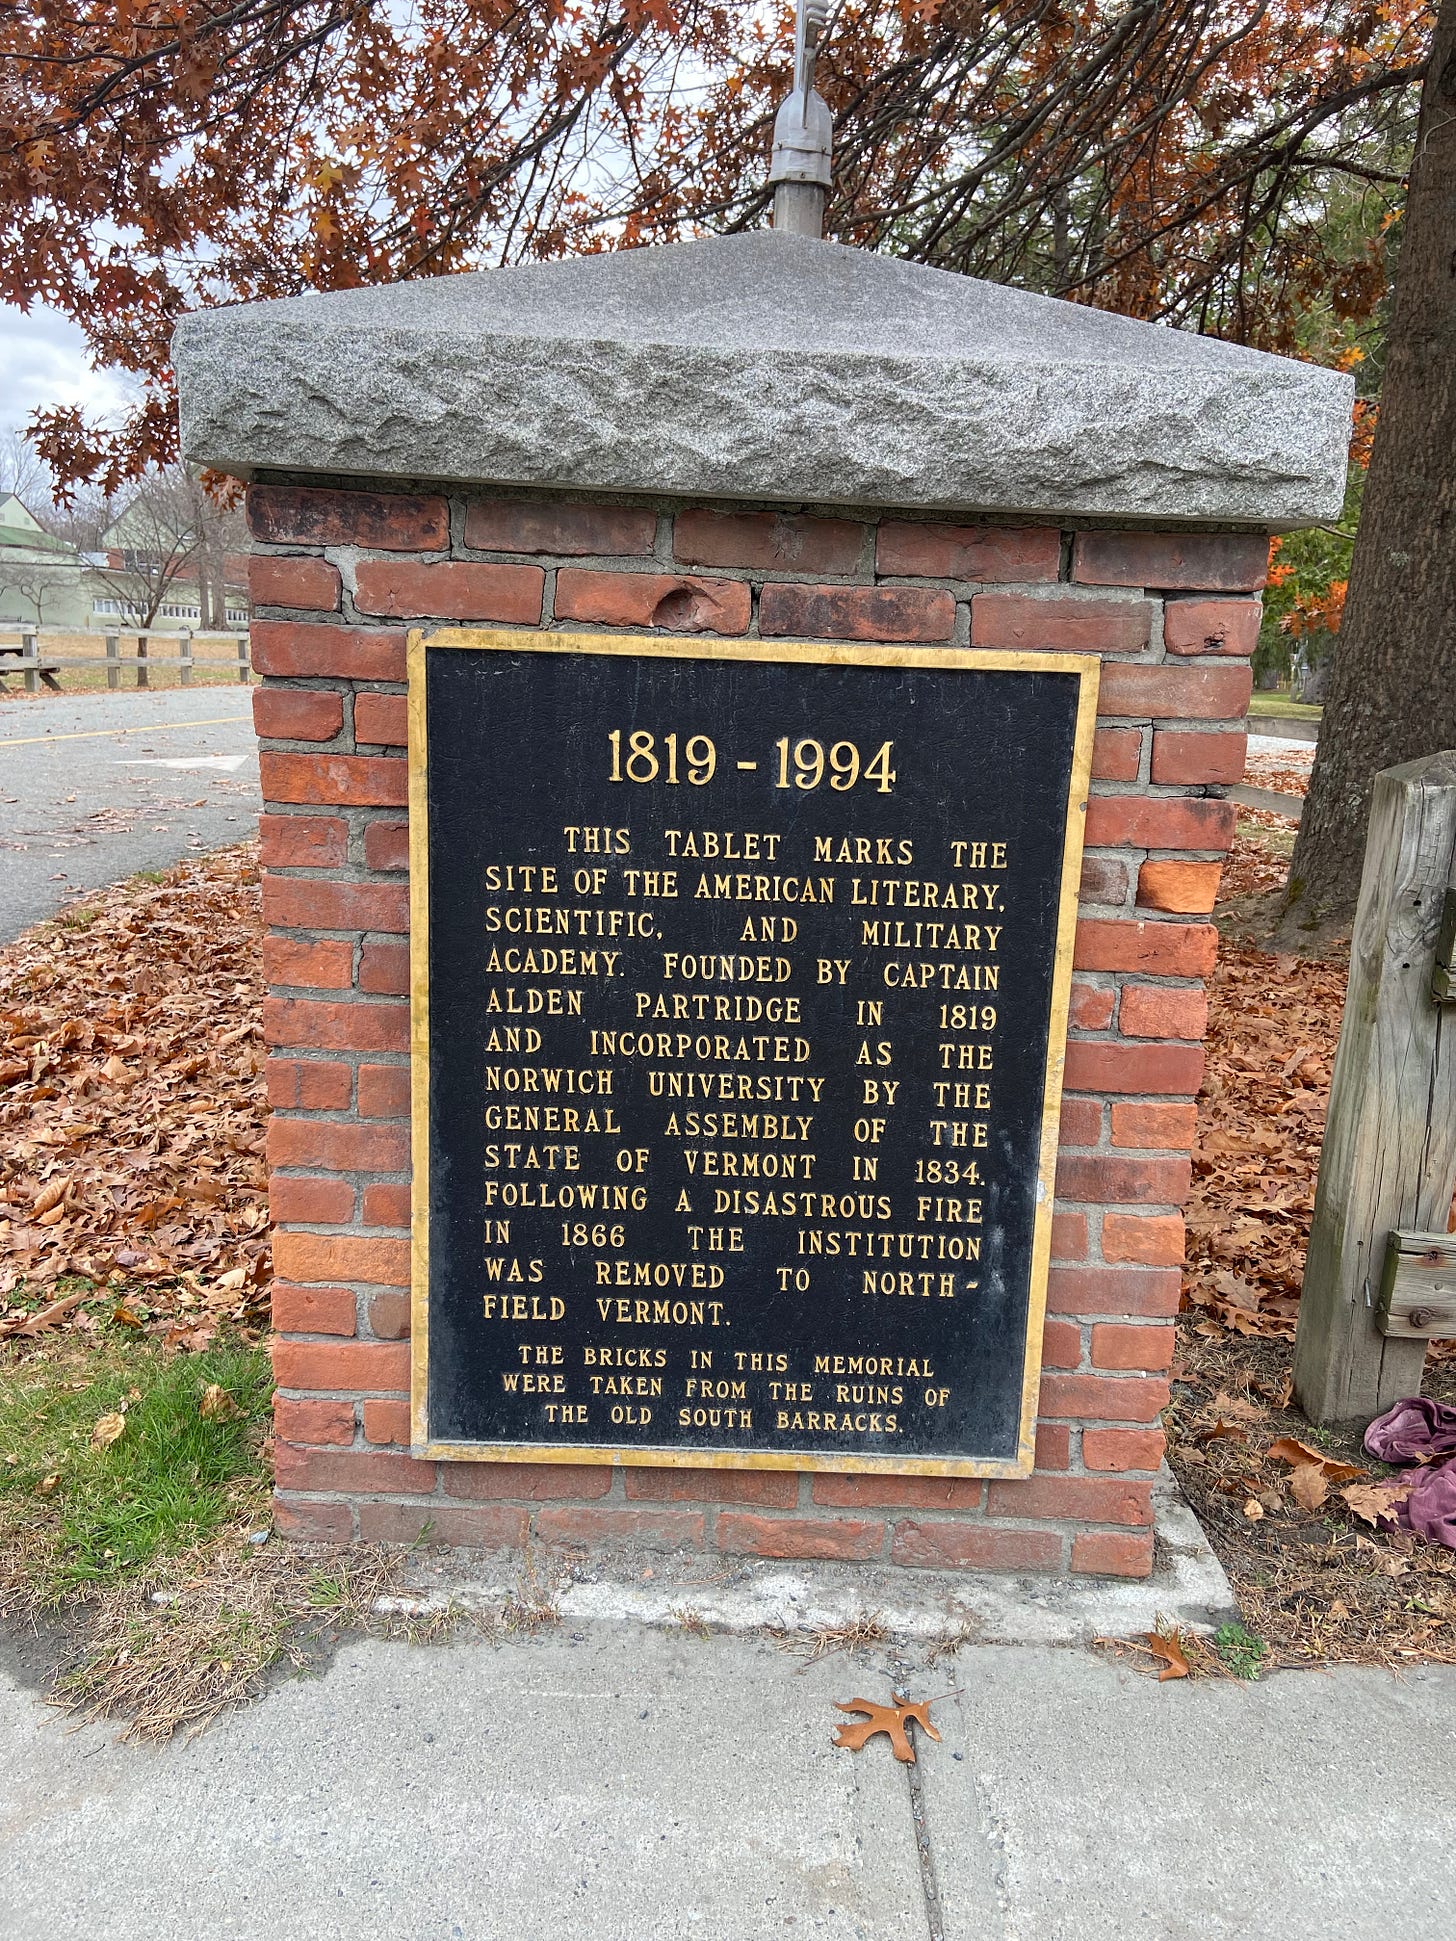 1819 - 1994
THIS TABLET MARKS THE
SITE OF THE AMERICAN LITERARY,
SCIENTIFIC, AND MILITARY
ACADEMY. FOUNDED BY CAPTAIN
ALDEN PARTRIDGE IN 1819
AND INCORPORATED AS THE
NORWICH UNIVERSITY BY THE
GENERAL ASSEMBLY OF THE
STATE OF VERMONT IN 1834.
FOLLOWING A DISASTROUS FIRE
IN 1866 THE INSTITUTION
WAS REMOVED TO NORTH-
FIELD VERMONT.
THE BRICKS IN THIS MEMORIAL
WERE TAKEN FROM THE RUINS OF
THE OLD SOUTH BARRACKS.